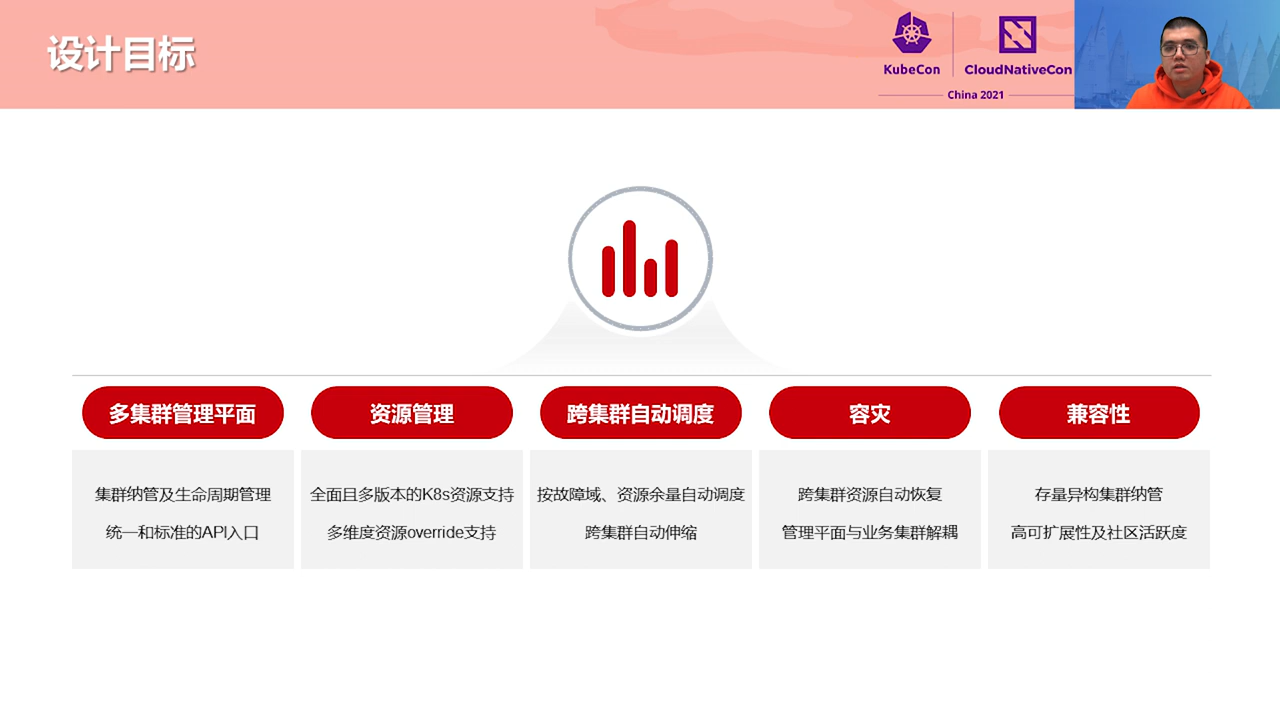 设计目标
KubeCon
CloudNativeCon
China 2021
多集群管理平面
集群纳管及生命周期管理
统一和标准的API入口
资源管理
全面且多版本的K8s资源支持
多维度资源override支持
跨集群自动调度
按故障域、资源余量自动调度
跨集群自动伸缩
容灾
跨集群资源自动恢复
管理平面与业务集群解耦
兼容性
存量异构集群纳管
高可扩展性及社区活跃度